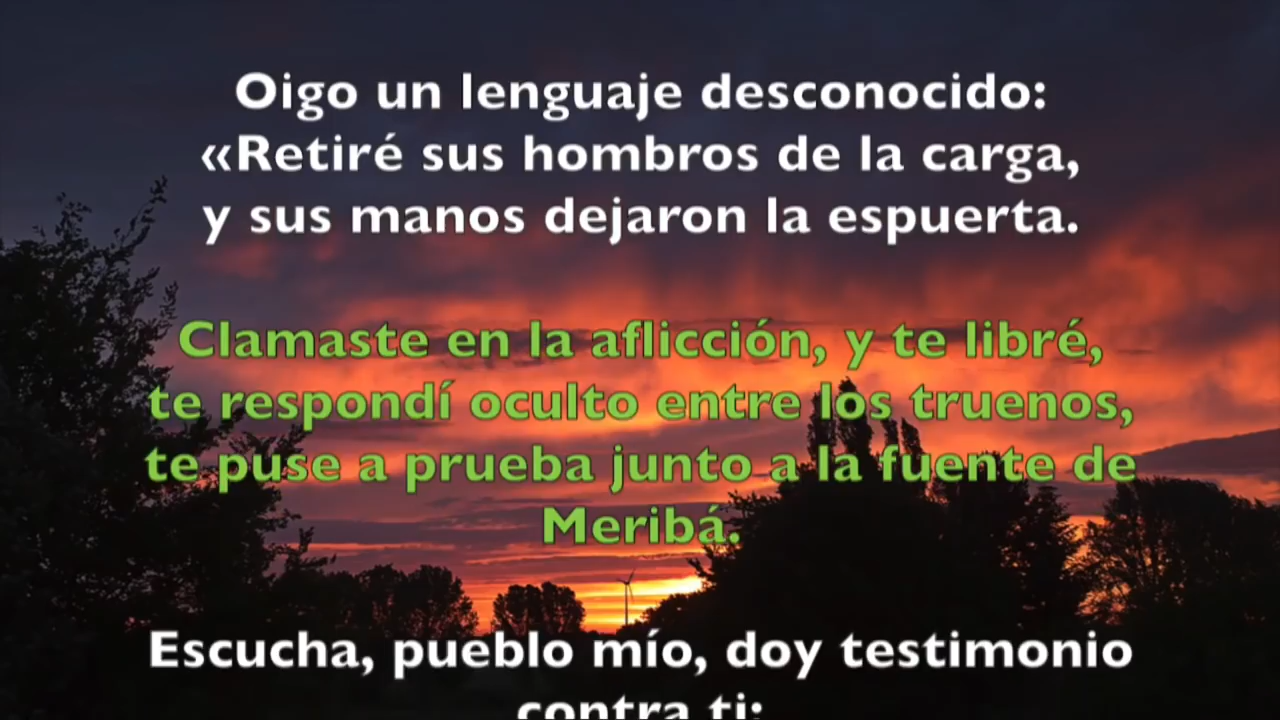 Oigo un lenguaje desconocido:
«Retiré sus hombros de la carga,
y sus manos dejaron la espuerta.
Clamaste en la aflicción, y te libré,
te respondí oculto entre los truenos,
te puse a prueba junto a la fuente de
Meribá.
Escucha, pueblo mío, doy testimonio
contra ti: